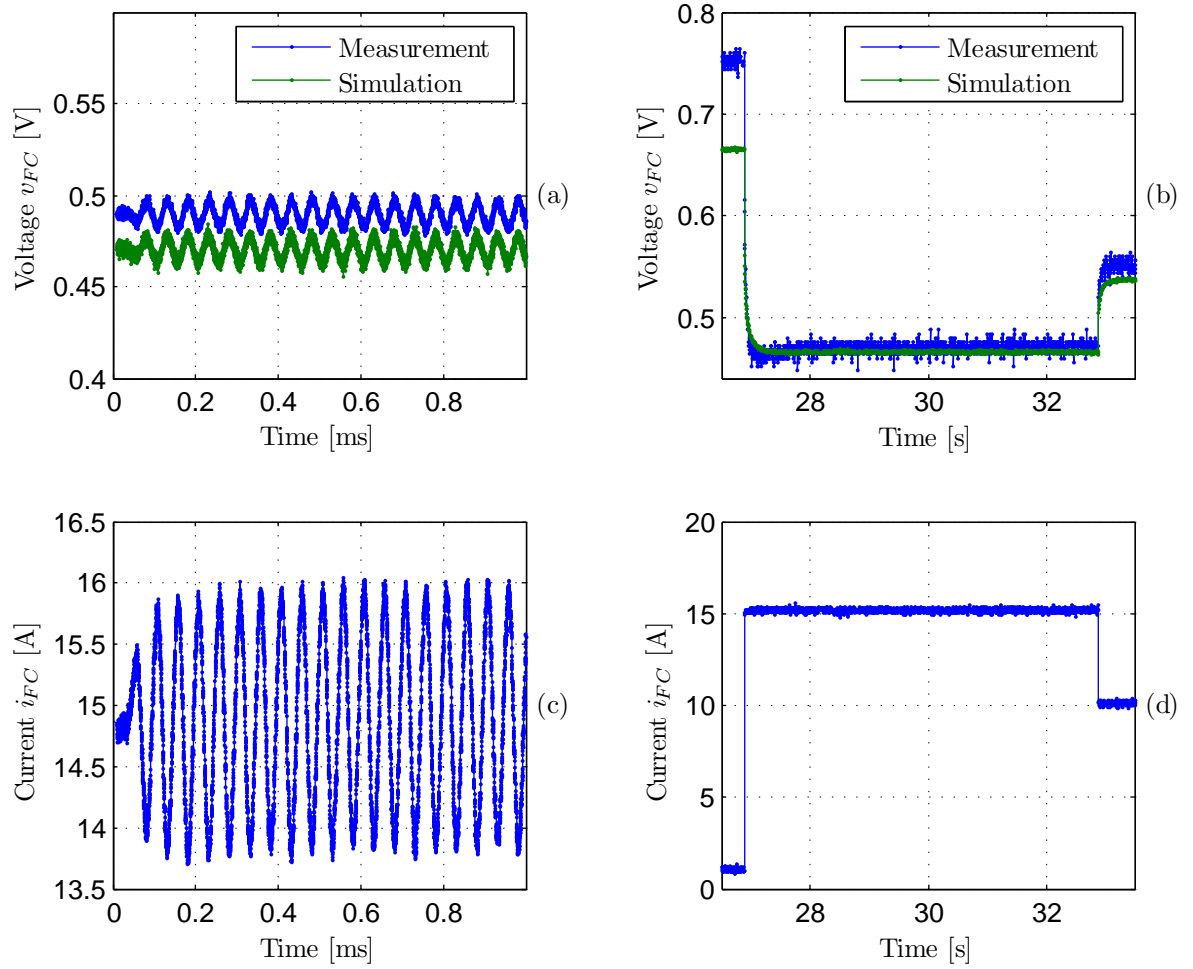 Measurement
Simulation
0.55
0.5
0.45
0.4
0 0.2 0.4 0.6 0.8
Voltage v_FC [V]
Time [ms]
(a)
Measurement
Simulation
0.8
0.7
0.6
0.5
28 30 32
Voltage v_FC [V]
Time [s]
(b)
16.5
16
15.5
15
14.5
14
13.5
0 0.2 0.4 0.6 0.8
Current i_FC [A]
Time [ms]
(c)
20
15
10
5
0
28 30 32
Current i_FC [A]
Time [s]
(d)